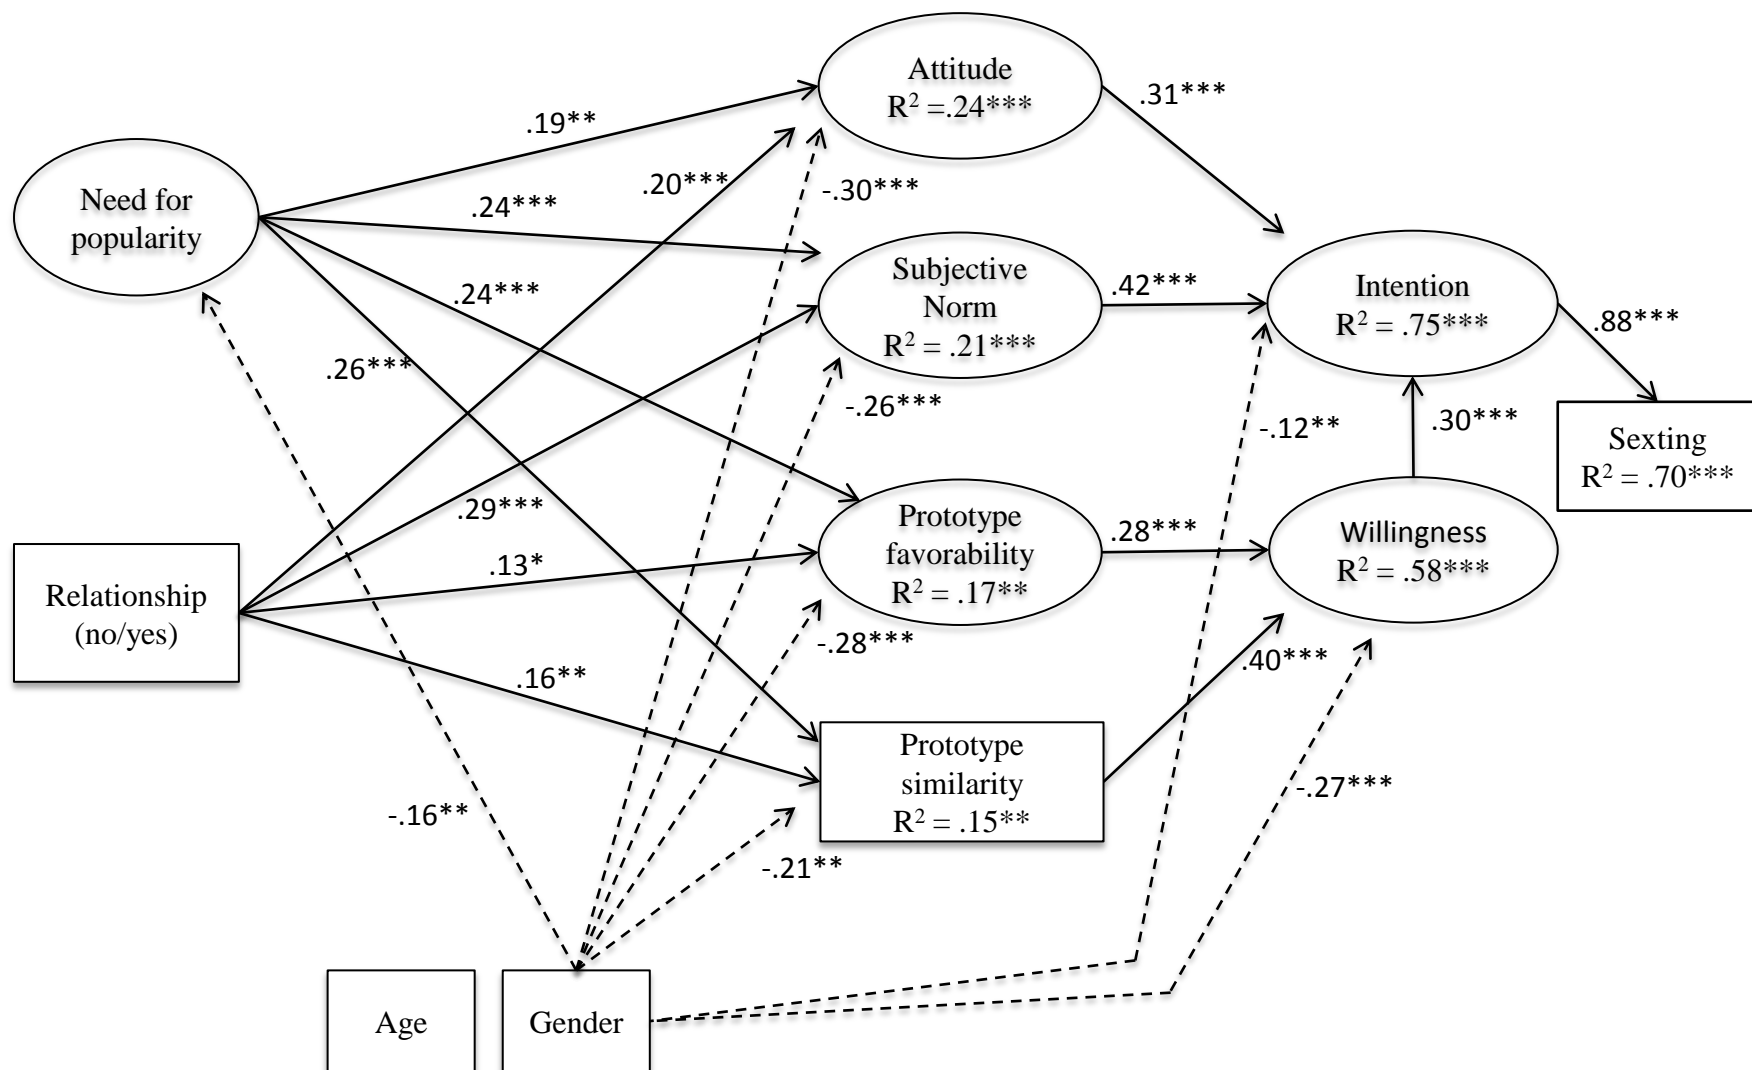 Attitude
R² =.24***
.31***
.19**
.20***
-.30***
Need for
popularity
.24***
Subjective
Norm
R² = .21***
.42***
Intention
R² = .75***
.88***
.24***
.26***
-.26***
-.12**
.30***
Sexting
R² = .70***
.29***
Prototype
favorability
R² = .17**
.28***
Willingness
R² = .58***
.13*
Relationship
(no/yes)
-.28***
.40***
.16**
Prototype
similarity
R² = .15**
-.27***
-.16**
-.21**
Age
Gender